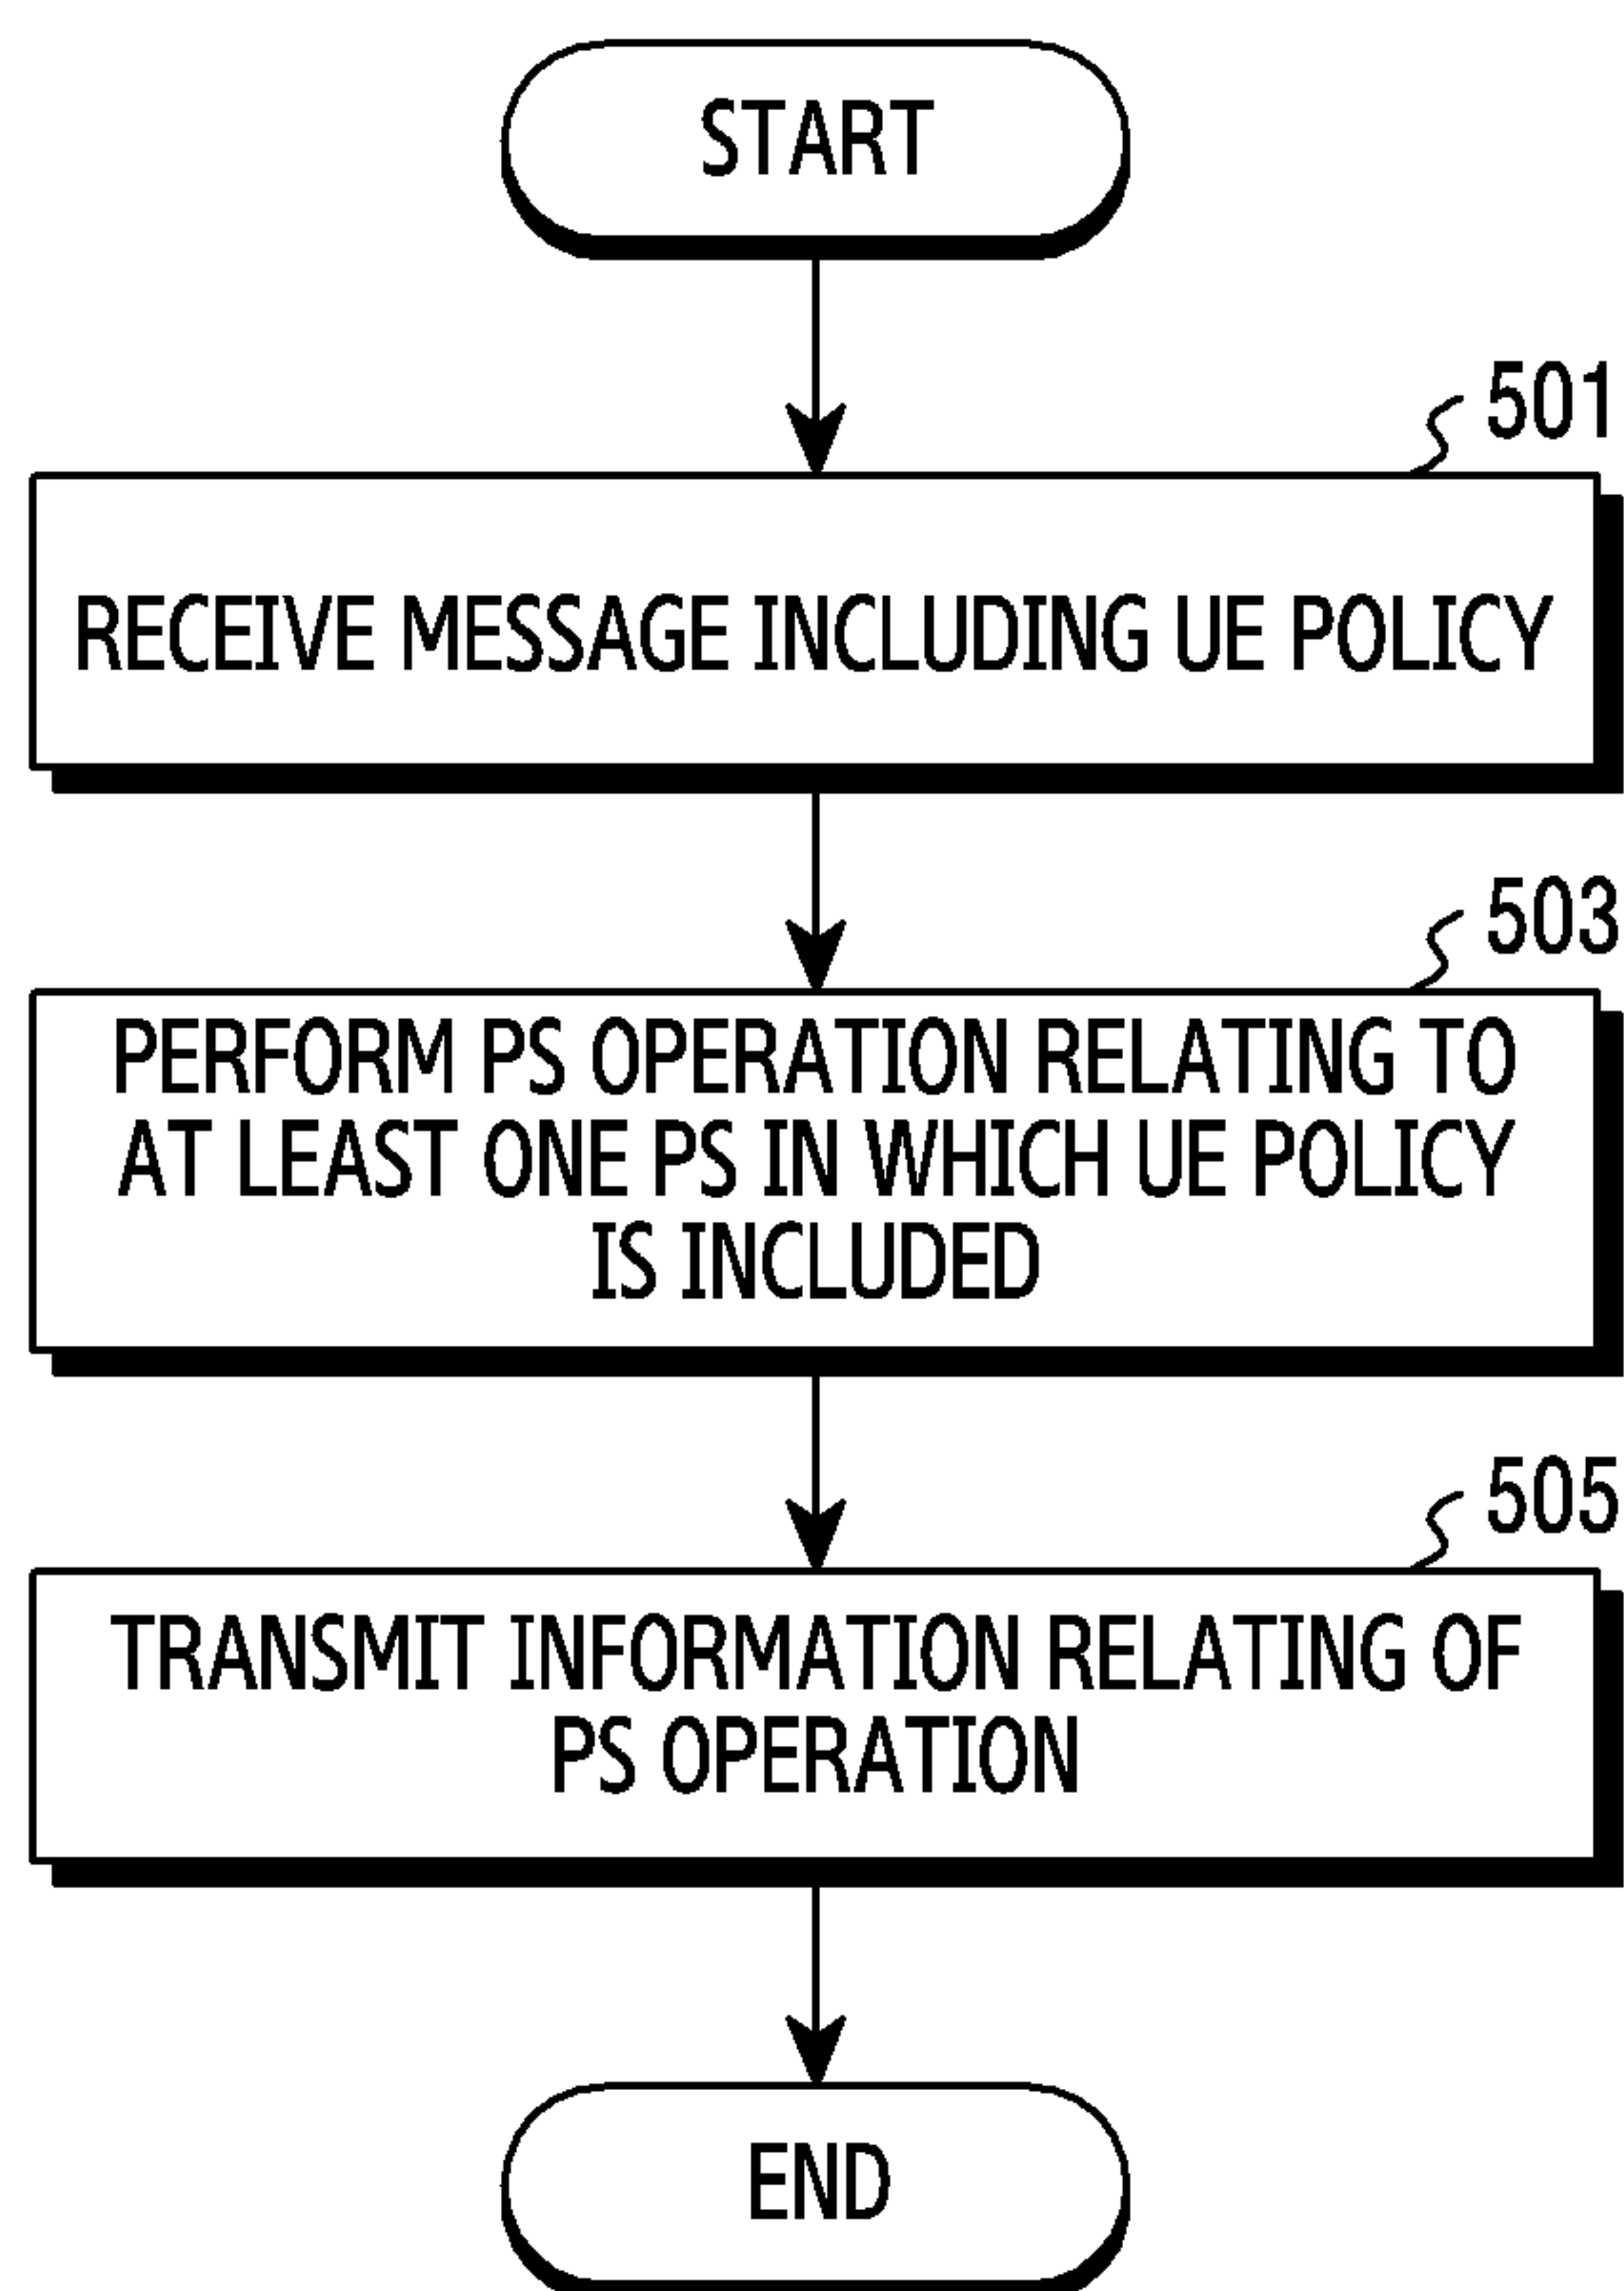 START
501
RECEIVE MESSAGE INCLUDING UE POLICY
503
PERFORM PS OPERATION RELATING TO
AT LEAST ONE PS IN WHICH UE POLICY
IS INCLUDED
505
TRANSMIT INFORMATION RELATING OF
PS OPERATION
END